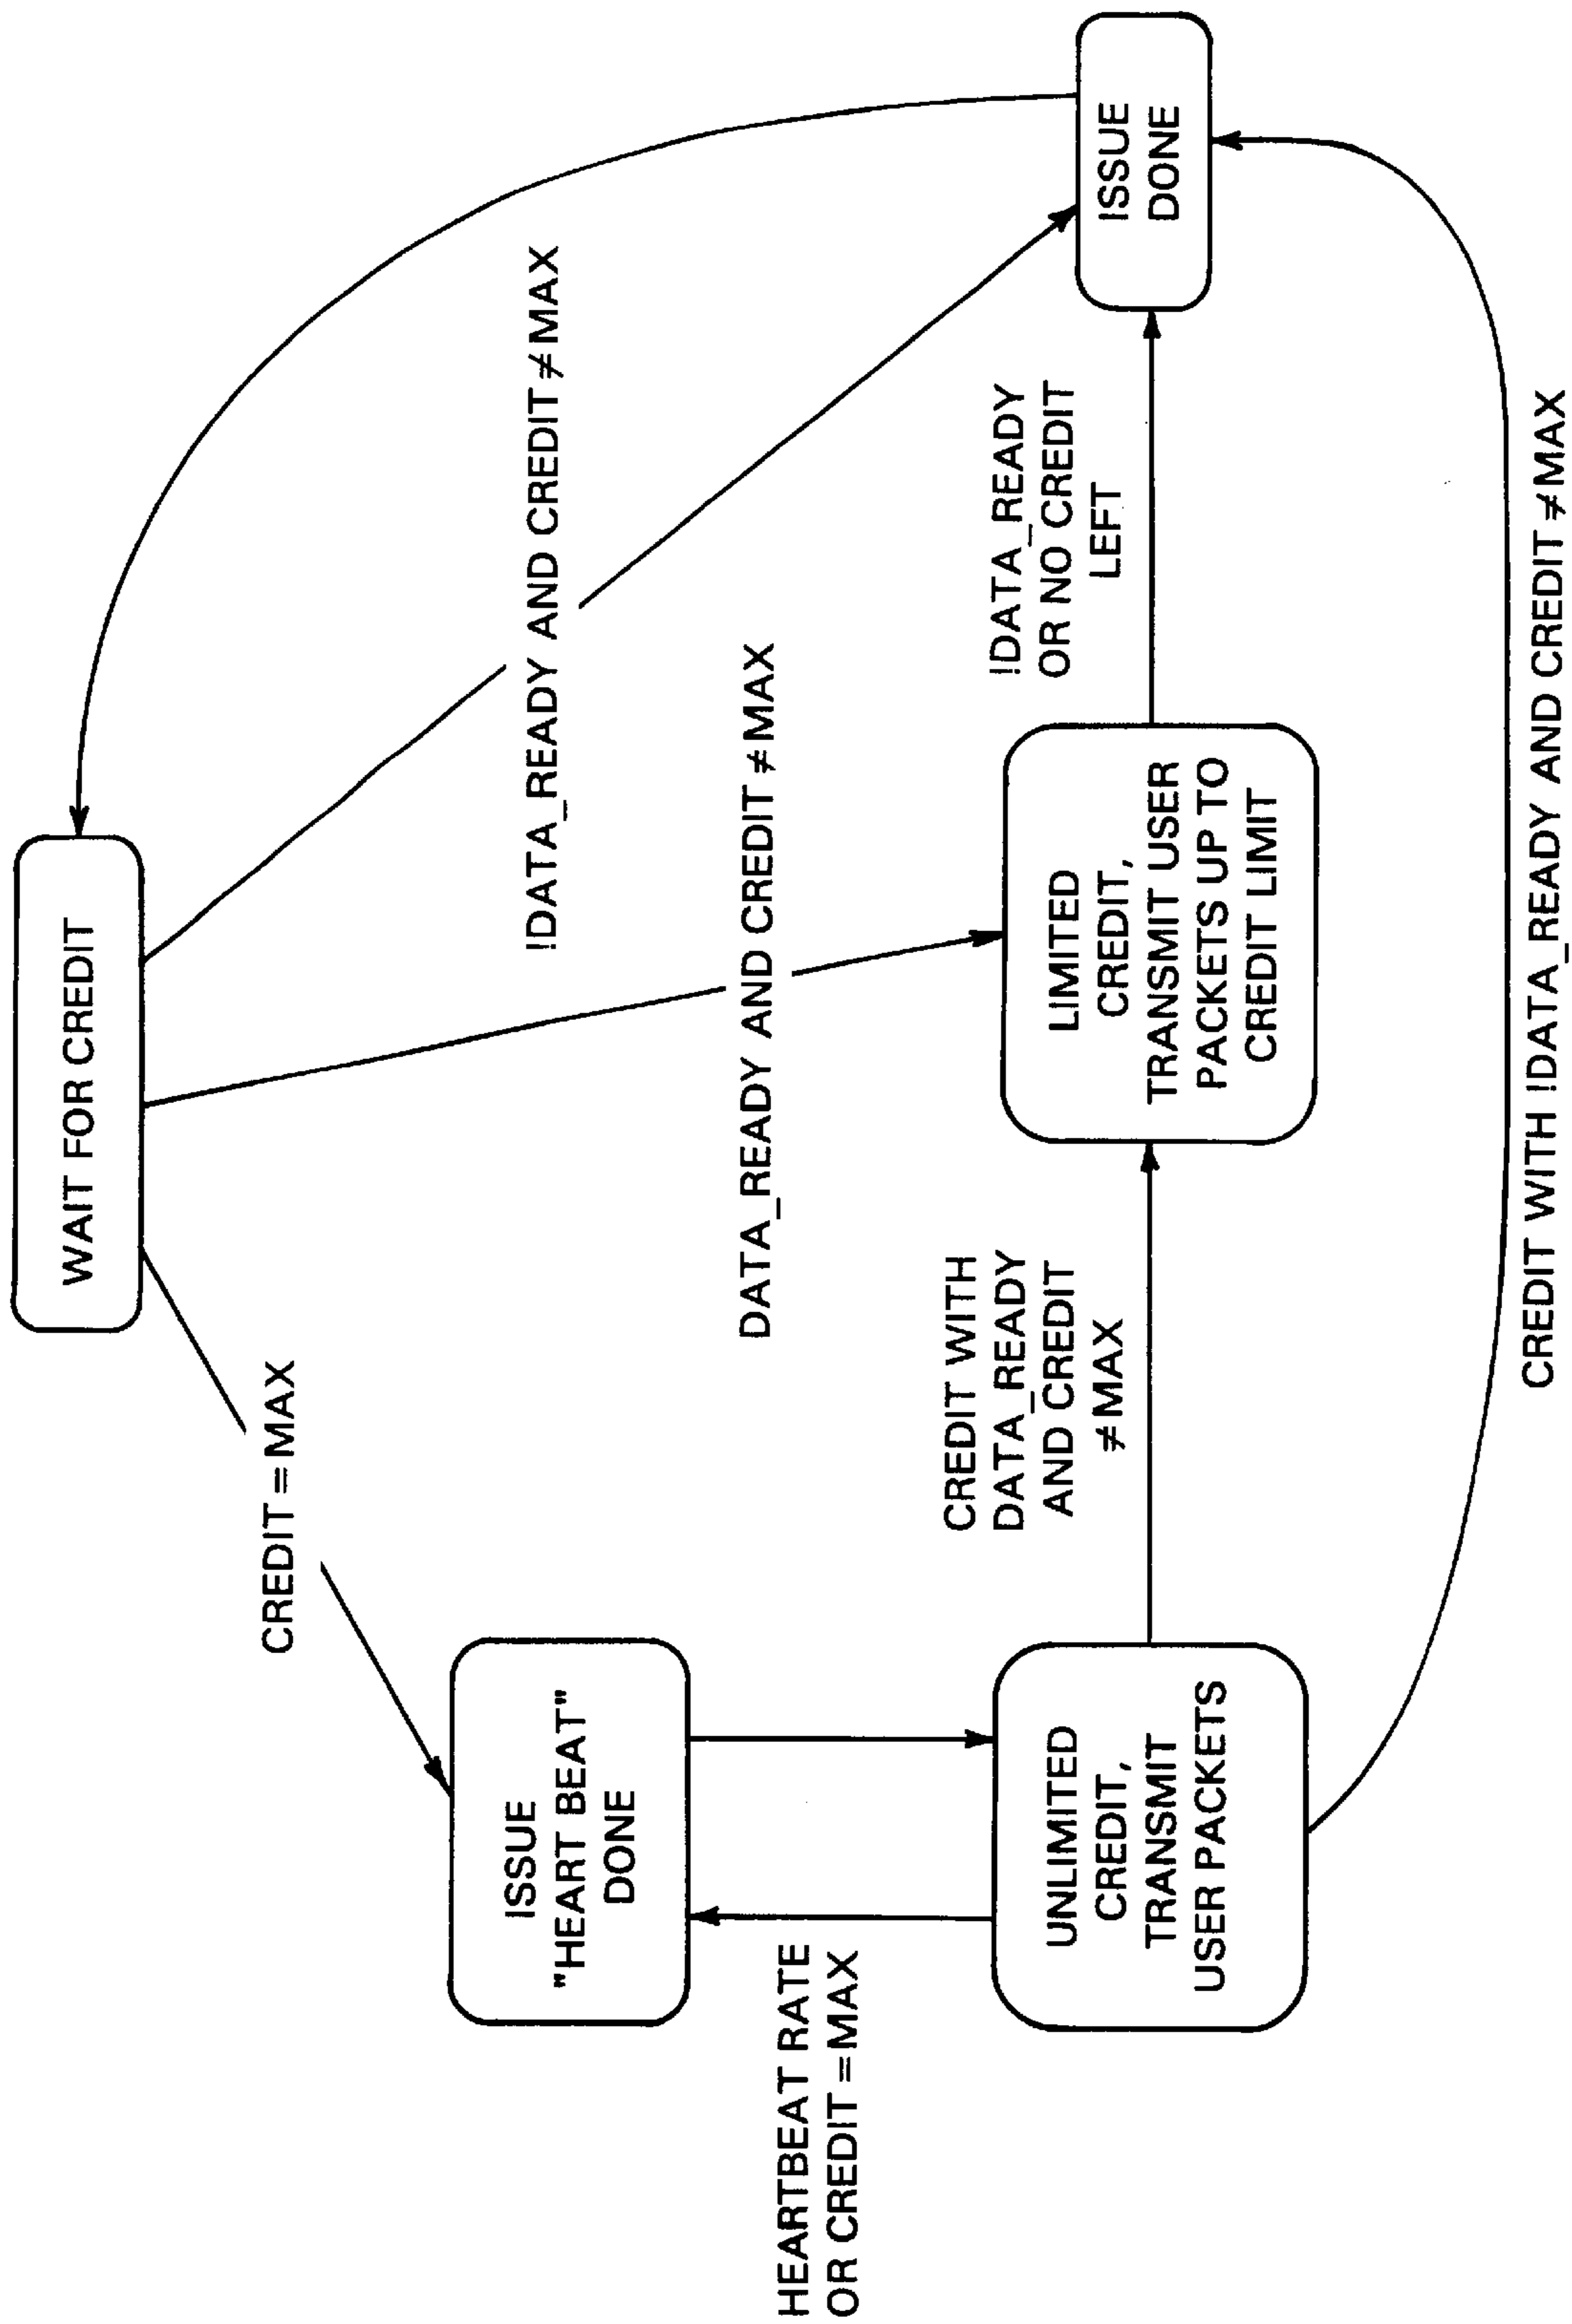 WAIT FOR CREDIT
CREDIT=MAX
!DATA_READY AND CREDIT≠MAX
ISSUE
"HEART BEAT"
DONE
DATA_READY AND CREDIT≠MAX
HEARTBEAT RATE
OR CREDIT=MAX
CREDIT WITH
DATA_READY
AND CREDIT
≠MAX
!DATA_READY
OR NO CREDIT
LEFT
UNLIMITED
CREDIT,
TRANSMIT
USER PACKETS
LIMITED
CREDIT,
TRANSMIT USER
PACKETS UP TO
CREDIT LIMIT
ISSUE
DONE
CREDIT WITH !DATA_READY AND CREDIT≠MAX